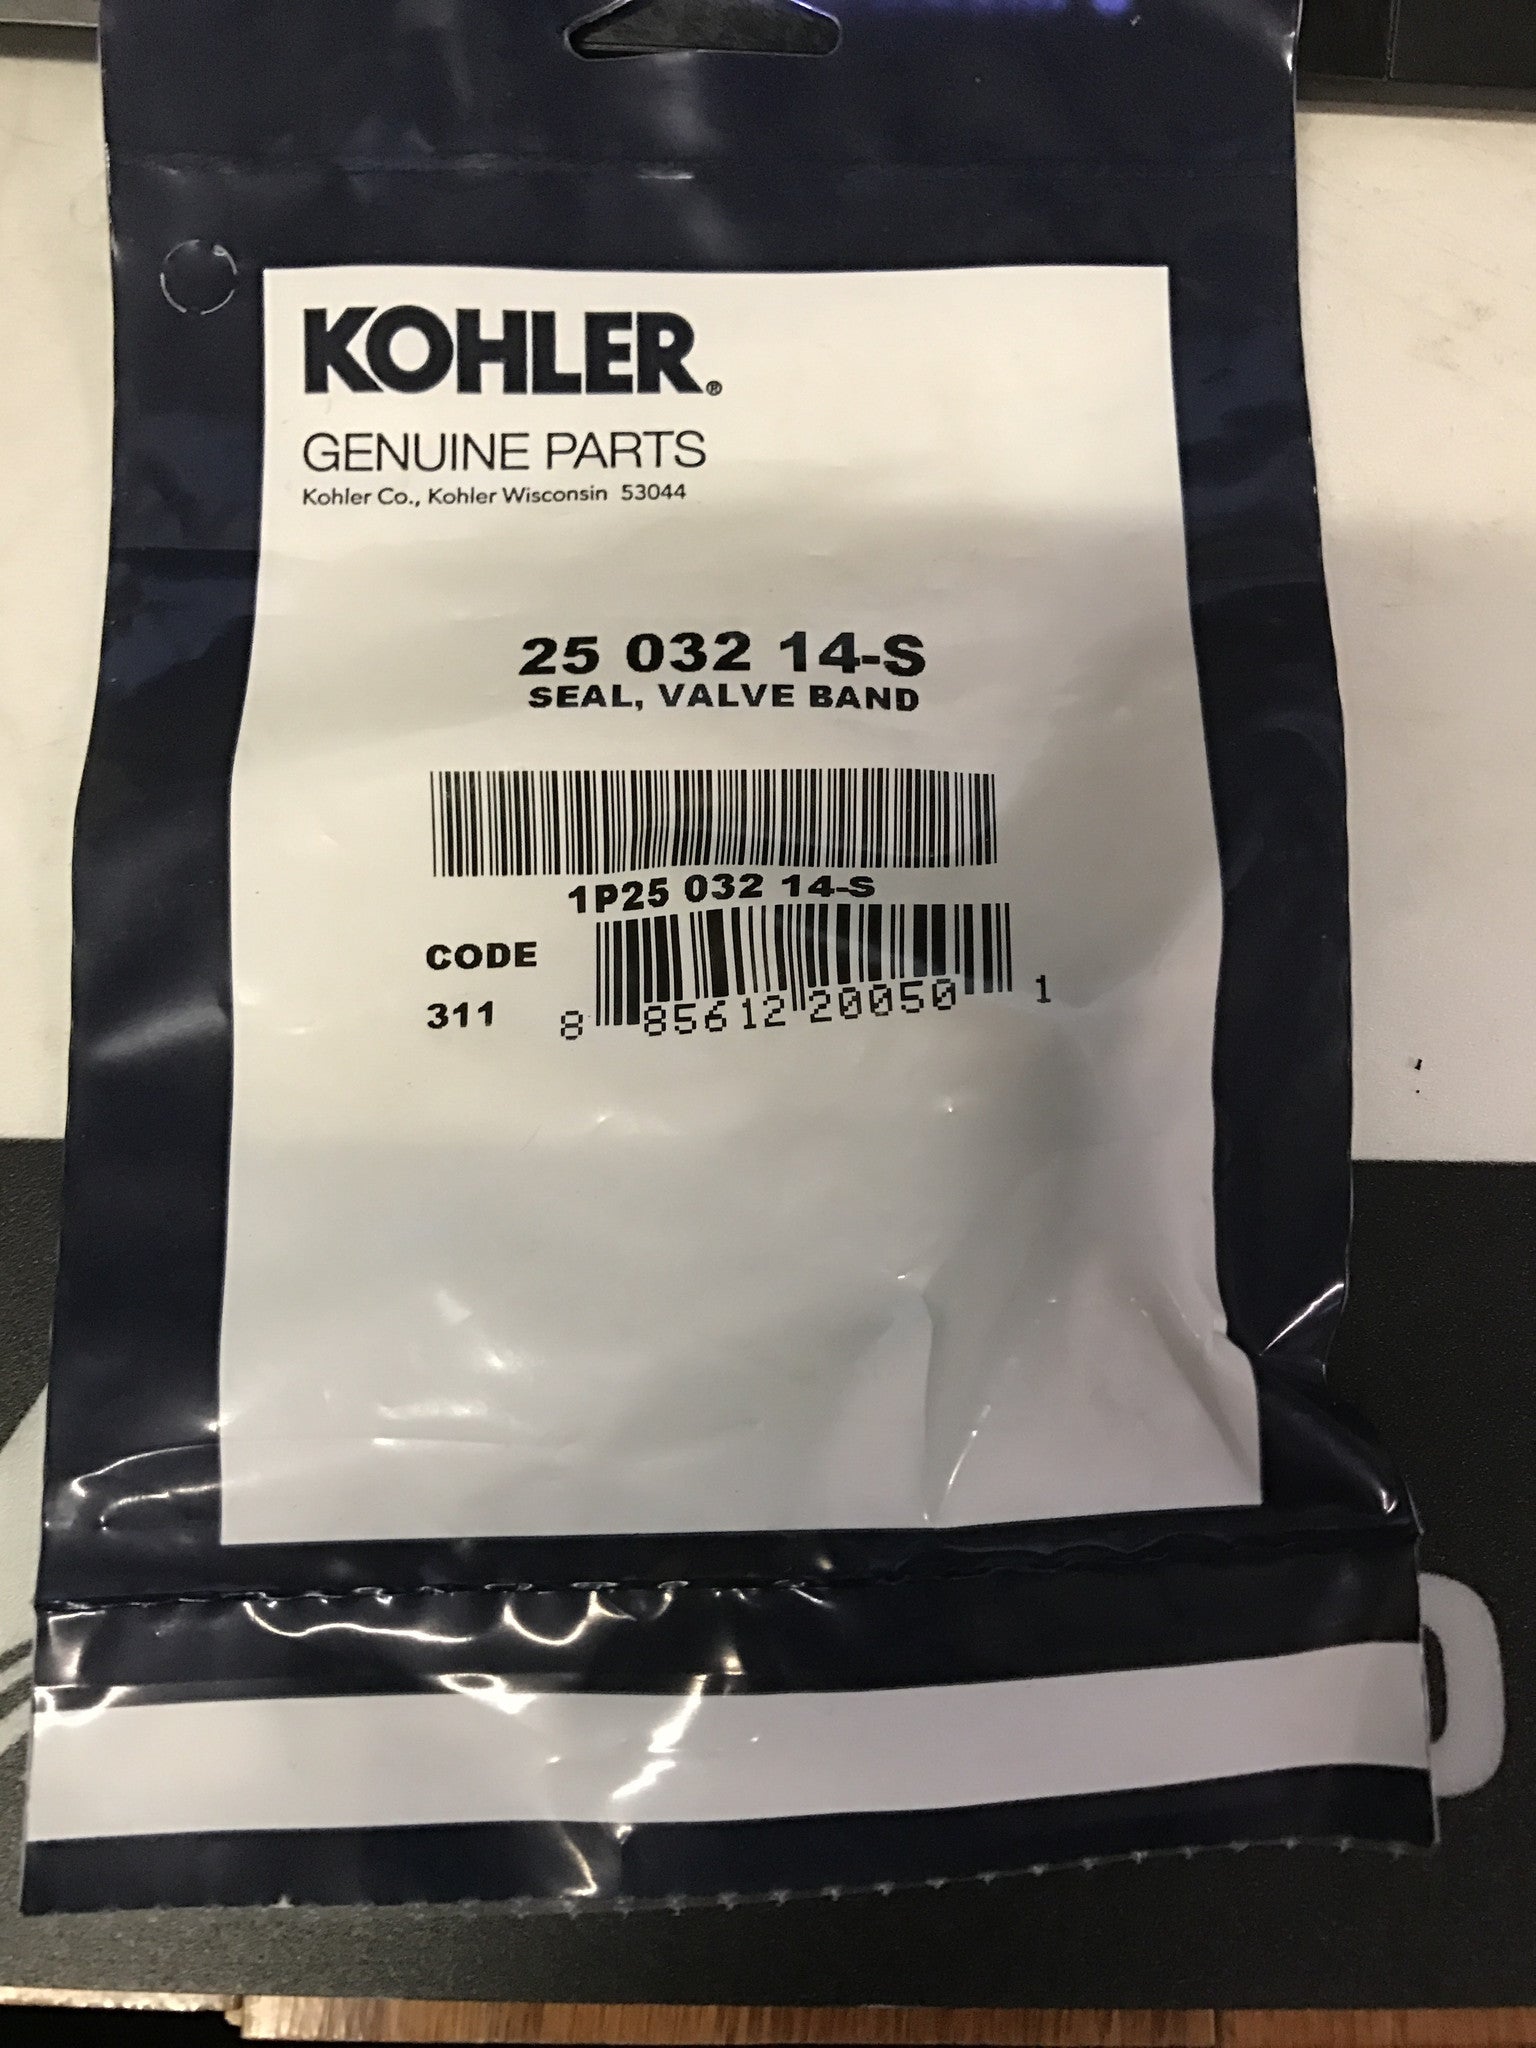 KOHLER®
GENUINE PARTS
Kohler Co., Kohler Wisconsin 53044
25 032 14-S
SEAL, VALVE BAND
1P25 032 14-S
CODE
311
8 85612 20050 1